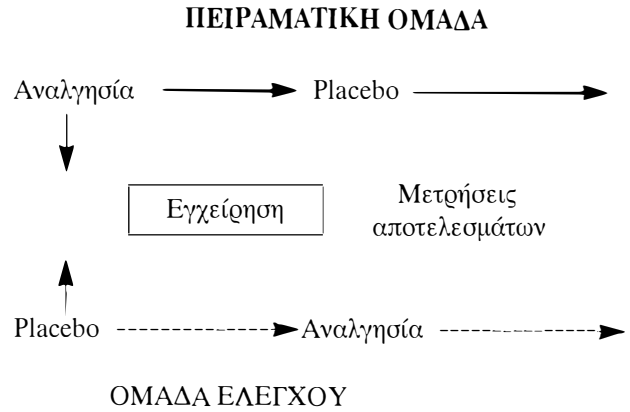 ΠΕΙΡΑΜΑΤΙΚΗ ΟΜΑΔΑ
Αναλγησία Placebo
Εγχείρηση
Μετρήσεις
αποτελεσμάτων
Placebo Αναλγησία
ΟΜΑΔΑ ΕΛΕΓΧΟΥ